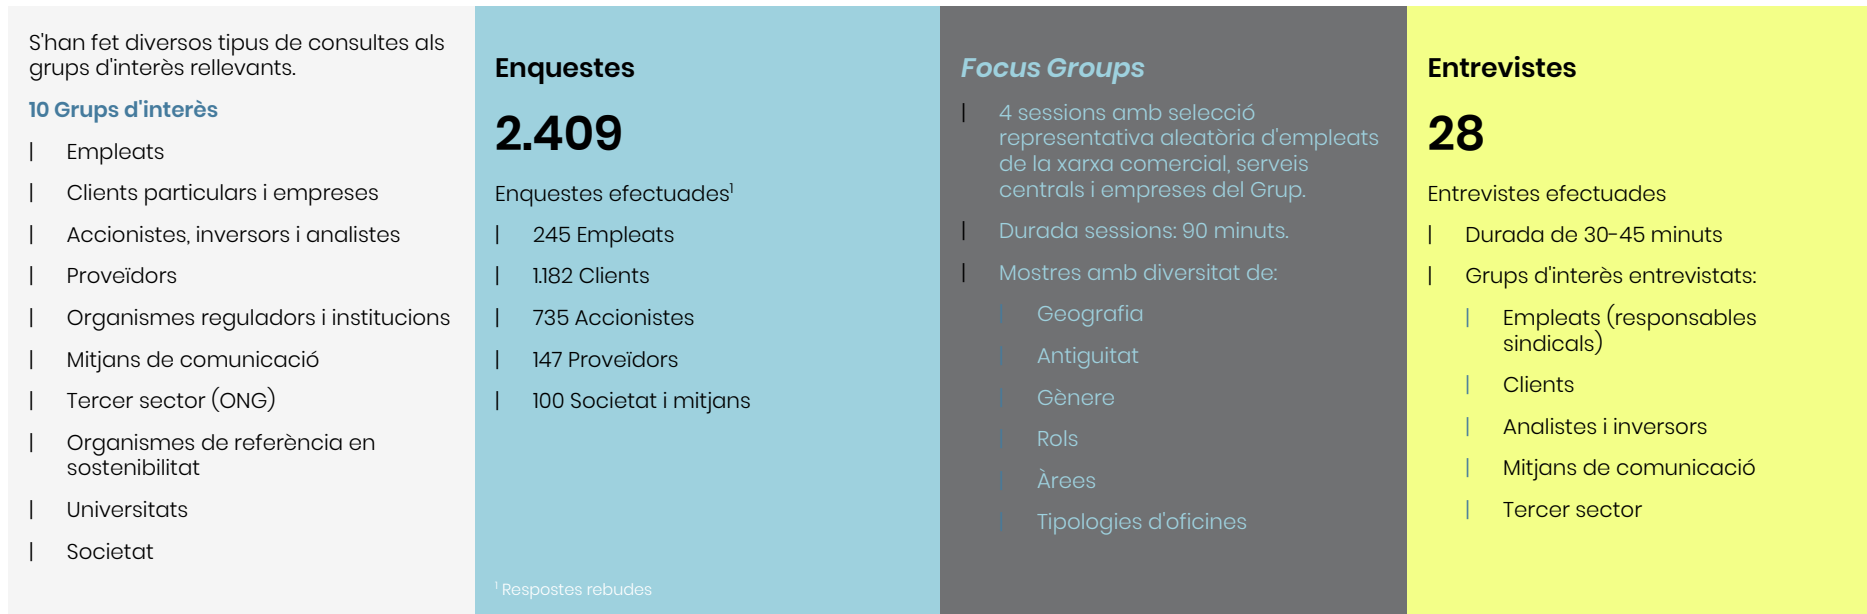 S'han fet diversos tipus de consultes als
grups d'interès rellevants.
10 Grups d'interès
| Empleats
| Clients particulars i empreses
| Accionistes, inversors i analistes
| Proveïdors
| Organismes reguladors i institucions
| Mitjans de comunicació
| Tercer sector (ONG)
| Organismes de referència en
sostenibilitat
| Universitats
| Societat
Enquestes
2.409
Enquestes efectuades¹
| 245 Empleats
| 1.182 Clients
| 735 Accionistes
| 147 Proveïdors
| 100 Societat i mitjans
¹ Respostes rebudes
Focus Groups
| 4 sessions amb selecció
representativa aleatòria d'empleats
de la xarxa comercial, serveis
centrals i empreses del Grup.
| Durada sessions: 90 minuts.
| Mostres amb diversitat de:
| Geografia
| Antiguitat
| Gènere
| Rols
| Àrees
| Tipologies d'oficines
Entrevistes
28
Entrevistes efectuades
| Durada de 30-45 minuts
| Grups d'interès entrevistats:
| Empleats (responsables
sindicals)
| Clients
| Analistes i inversors
| Mitjans de comunicació
| Tercer sector